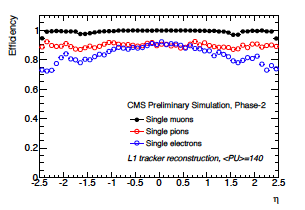 Efficiency
1
0.8
0.6
0.4
0.2
0
CMS Preliminary Simulation, Phase-2
Single muons
Single pions
Single electrons
L1 tracker reconstruction, <PU>=140
-2.5 -2 -1.5 -1 -0.5 0 0.5 1 1.5 2 2.5
η